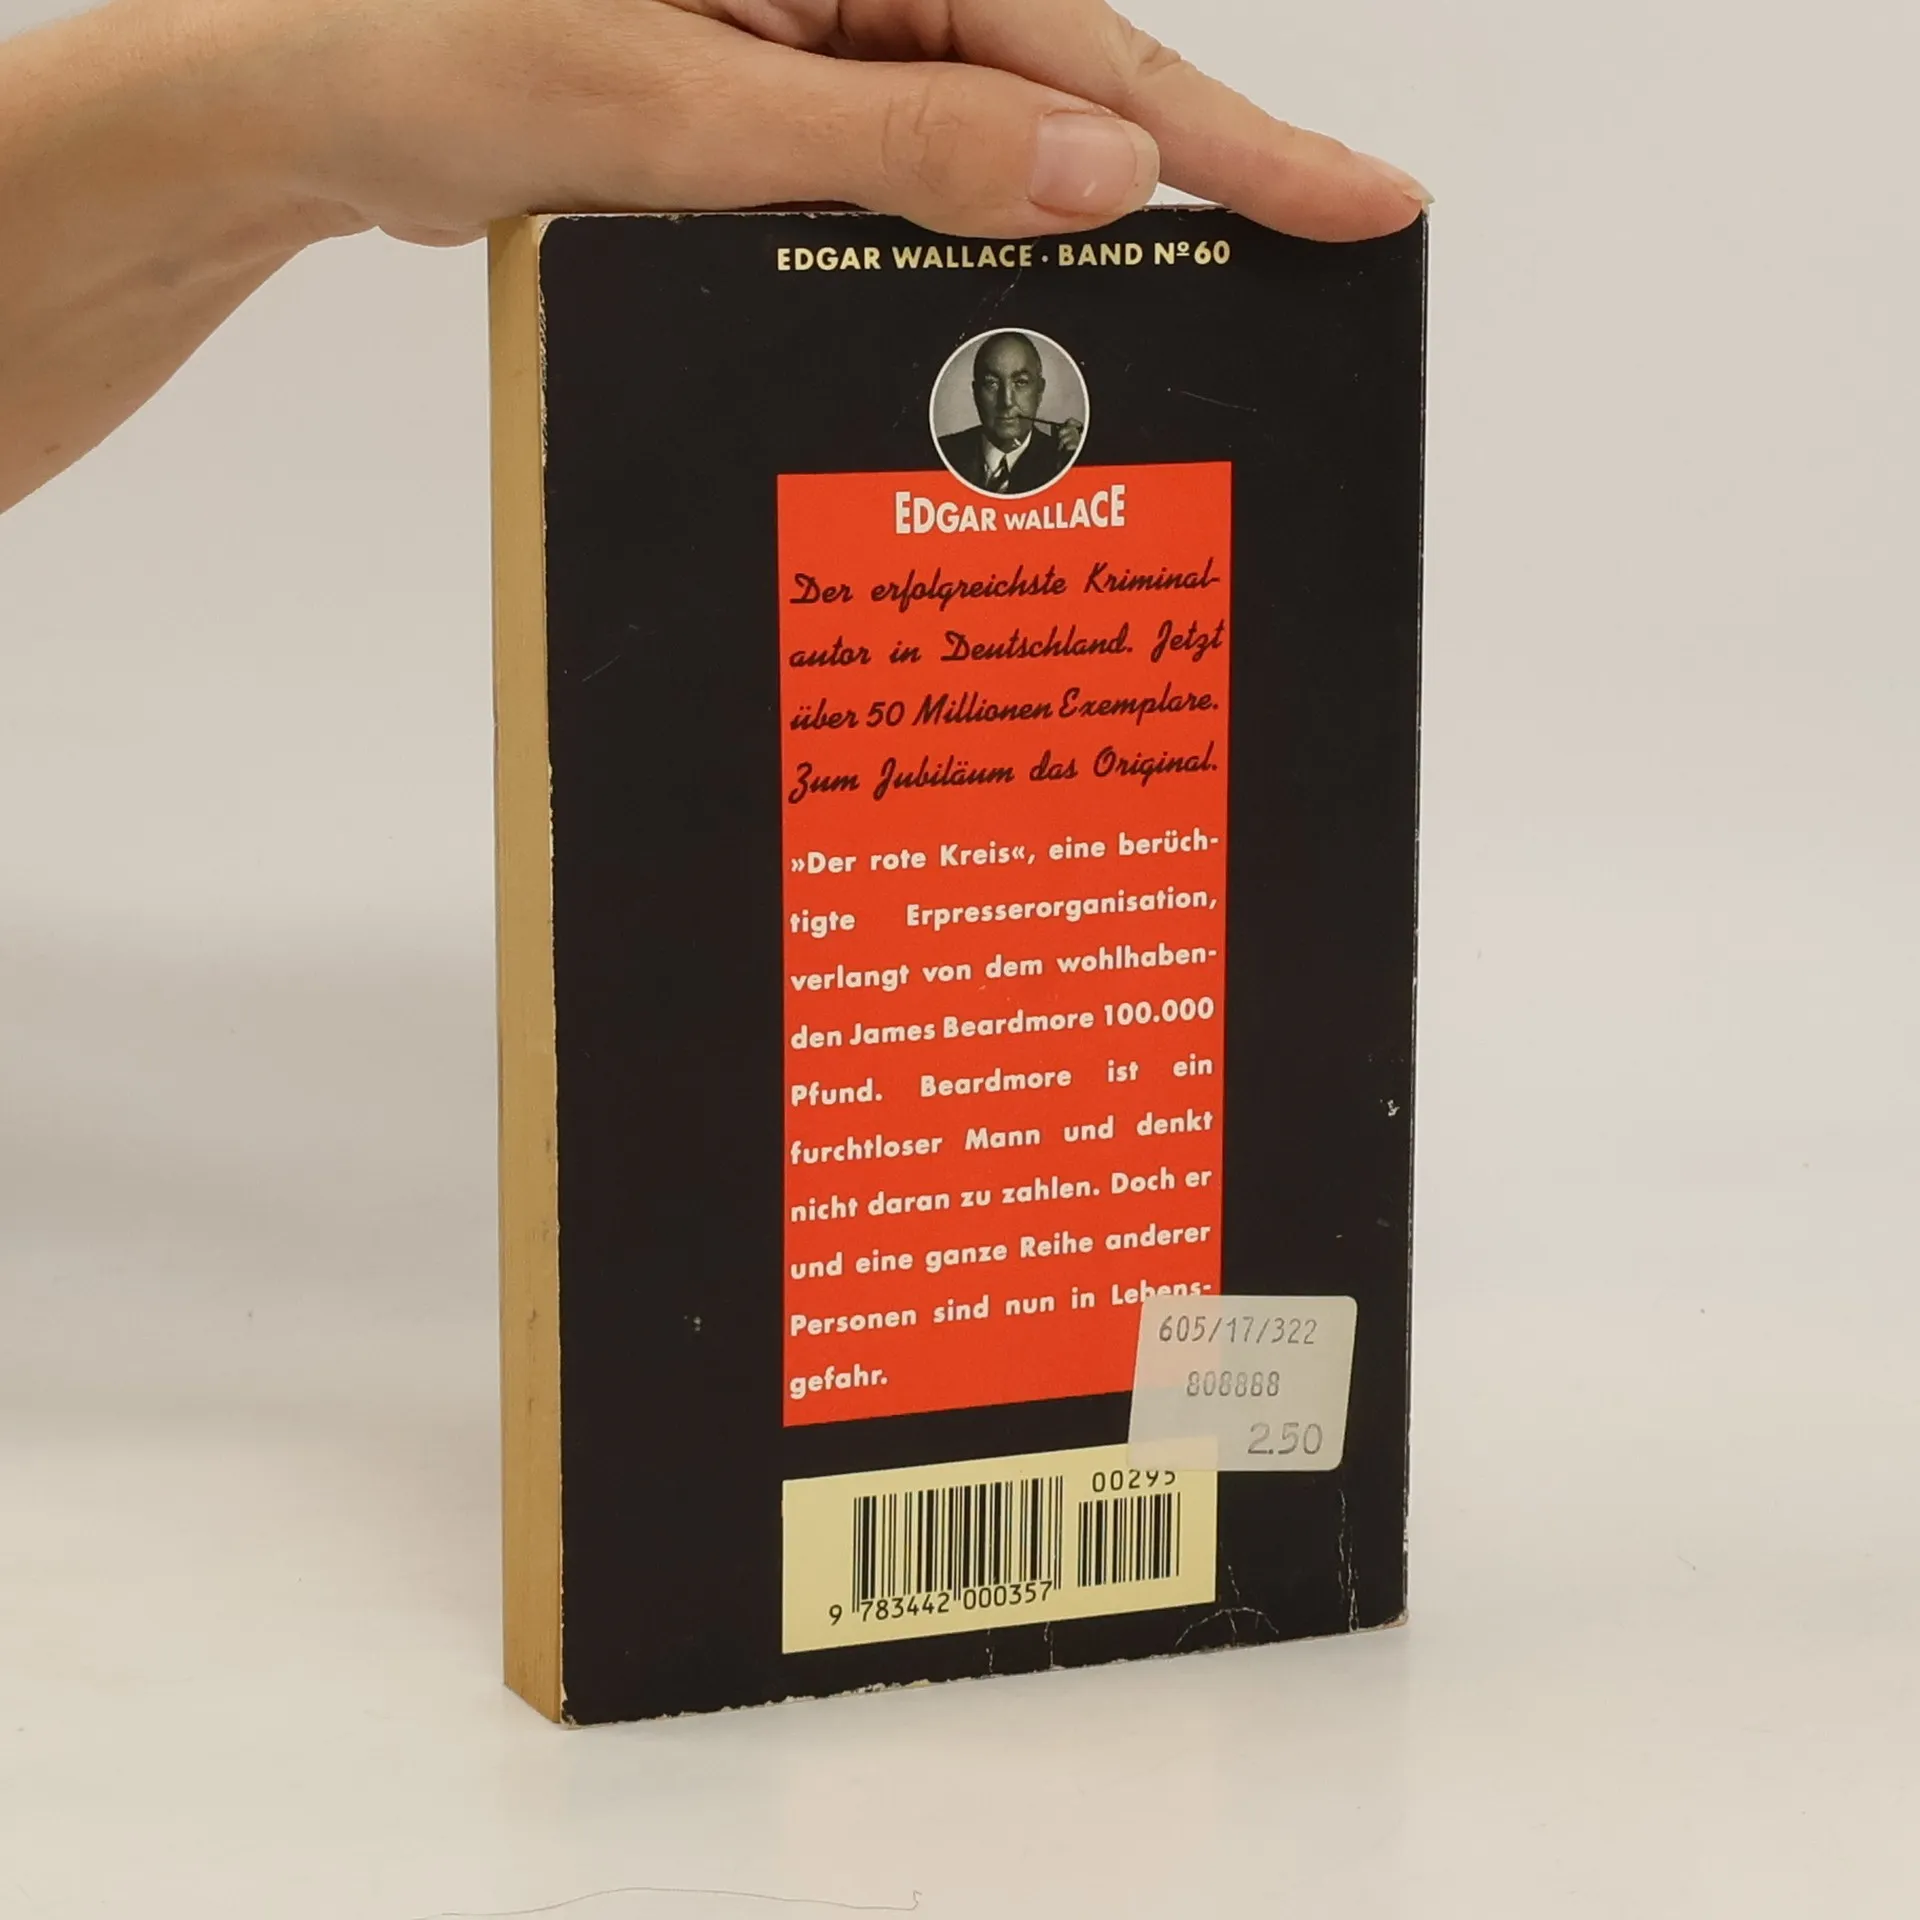 EDGAR WALLACE · BAND Nº 60
EDGAR WALLACE
Der erfolgreichste Kriminal-
autor in Deutschland. Jetzt
über 50 Millionen Exemplare.
Zum Jubiläum das Original.
»Der rote Kreis«, eine berüch-
tigte Erpresserorganisation,
verlangt von dem wohlhaben-
den James Beardmore 100.000
Pfund. Beardmore ist ein
furchtloser Mann und denkt
nicht daran zu zahlen. Doch er
und eine ganze Reihe anderer
Personen sind nun in Lebens-
gefahr.
605/17/322
808888
2.50
00295
9 783442 000357